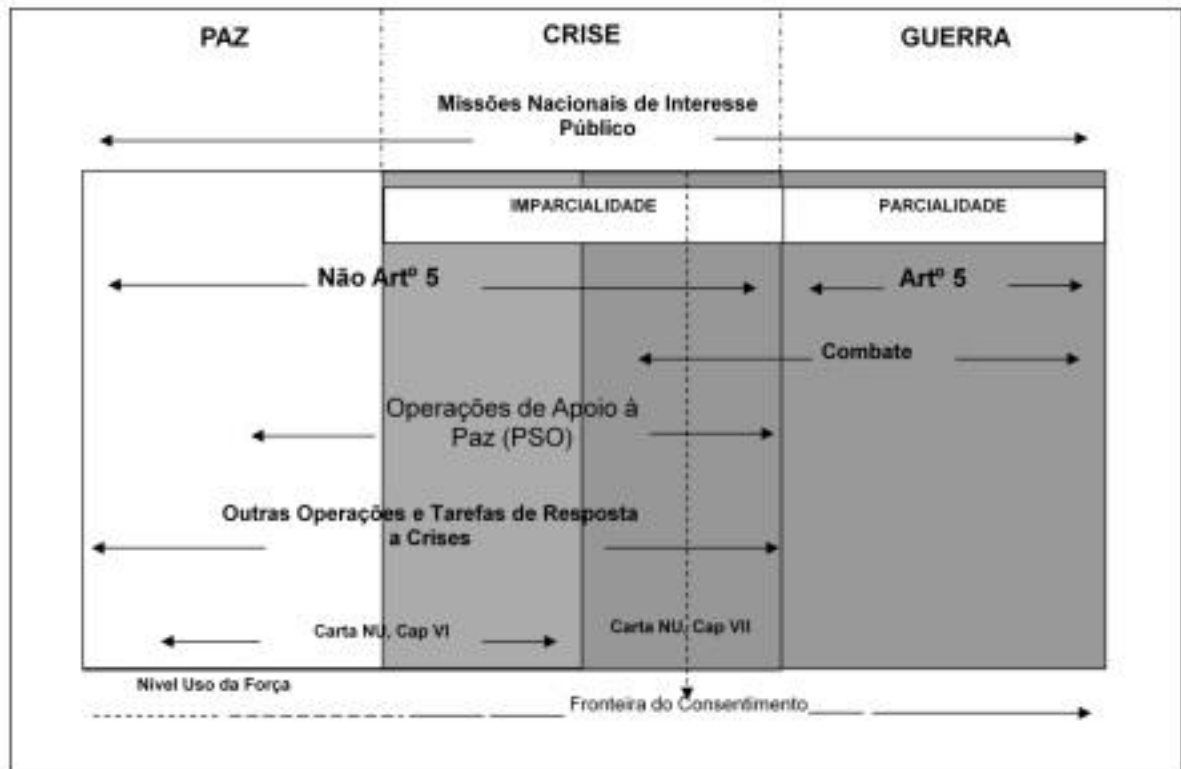 PAZ
CRISE
GUERRA
Missões Nacionais de Interesse
Público
IMPARCIALIDADE
PARCIALIDADE
Não Artº 5
Artº 5
Combate
Operações de Apoio à
Paz (PSO)
Outras Operações e Tarefas de Resposta
a Crises
Carta NU, Cap VI
Carta NU, Cap VII
Nivel Uso da Força
Fronteira do Consentimento